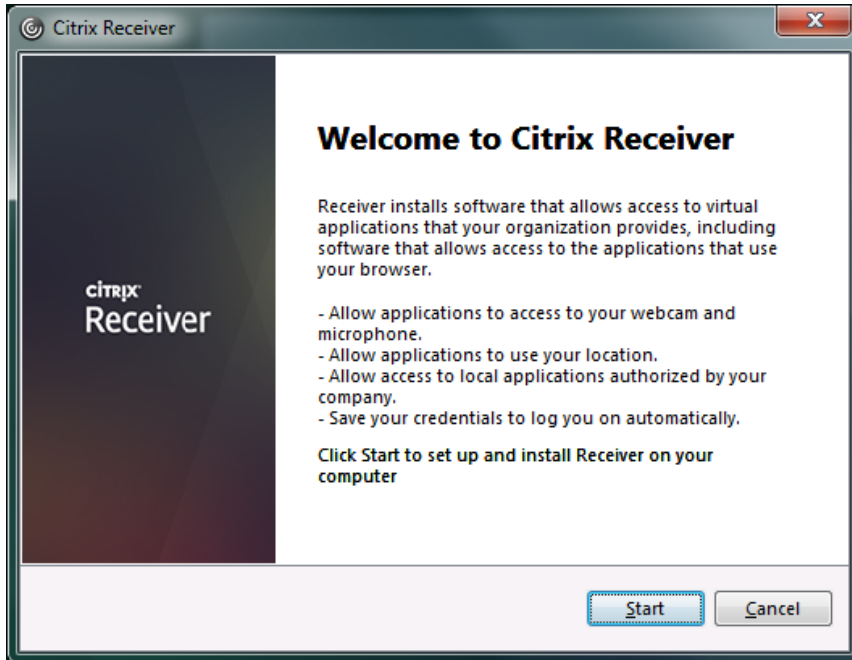 Citrix Receiver
Welcome to Citrix Receiver
Receiver installs software that allows access to virtual
applications that your organization provides, including
software that allows access to the applications that use
your browser.
- Allow applications to access to your webcam and
microphone.
- Allow applications to use your location.
- Allow access to local applications authorized by your
company.
- Save your credentials to log you on automatically.
Click Start to set up and install Receiver on your
computer
CİTRIX
Receiver
Start
Cancel